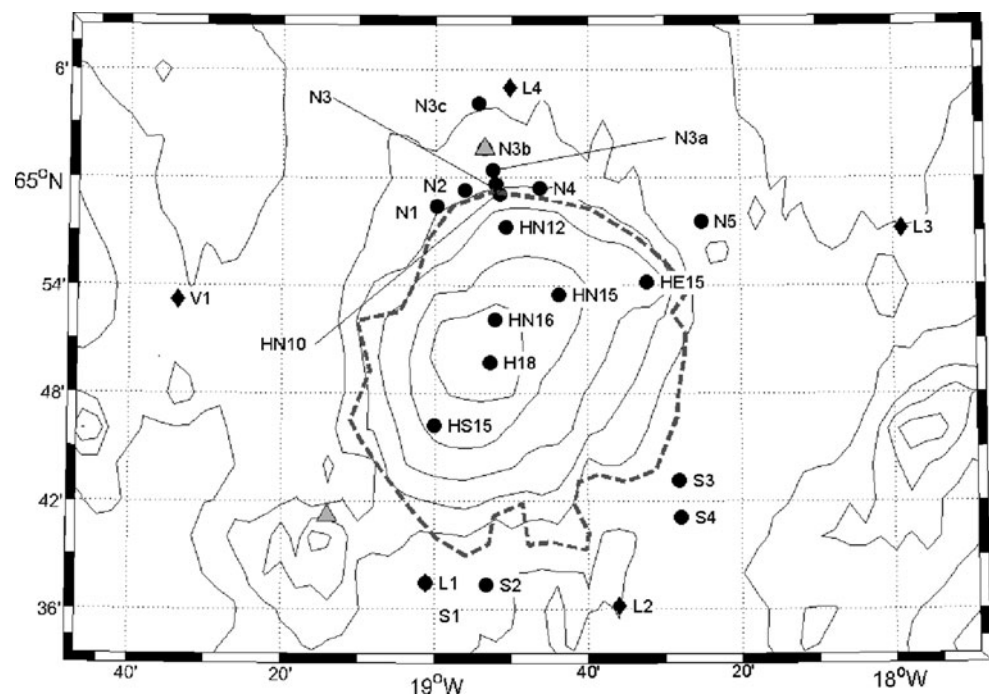 6'
N3
N3c
L4
N3b
N3a
65°N
N2
N4
N1
N5
HN12
L3
54'
V1
HE15
HN15
HN16
HN10
H18
48'
HS15
S3
42'
S4
L1
S2
L2
36'
S1
40'
20'
19°W
40'
20'
18°W